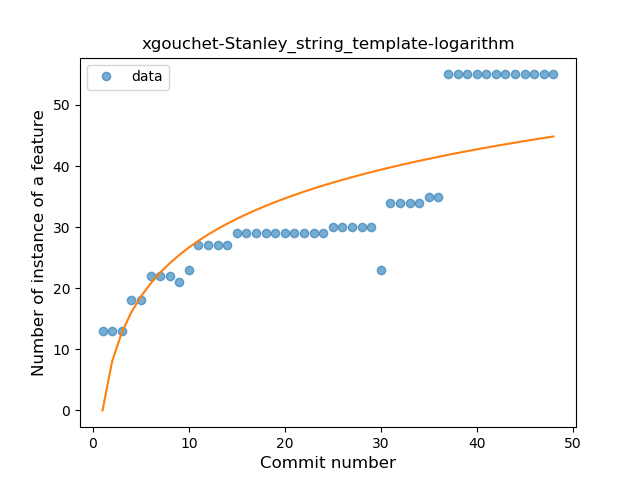 xgouchet-Stanley_string_template-logarithm
data
Number of instance of a feature
50
40
30
20
10
0
0 10 20 30 40 50
Commit number